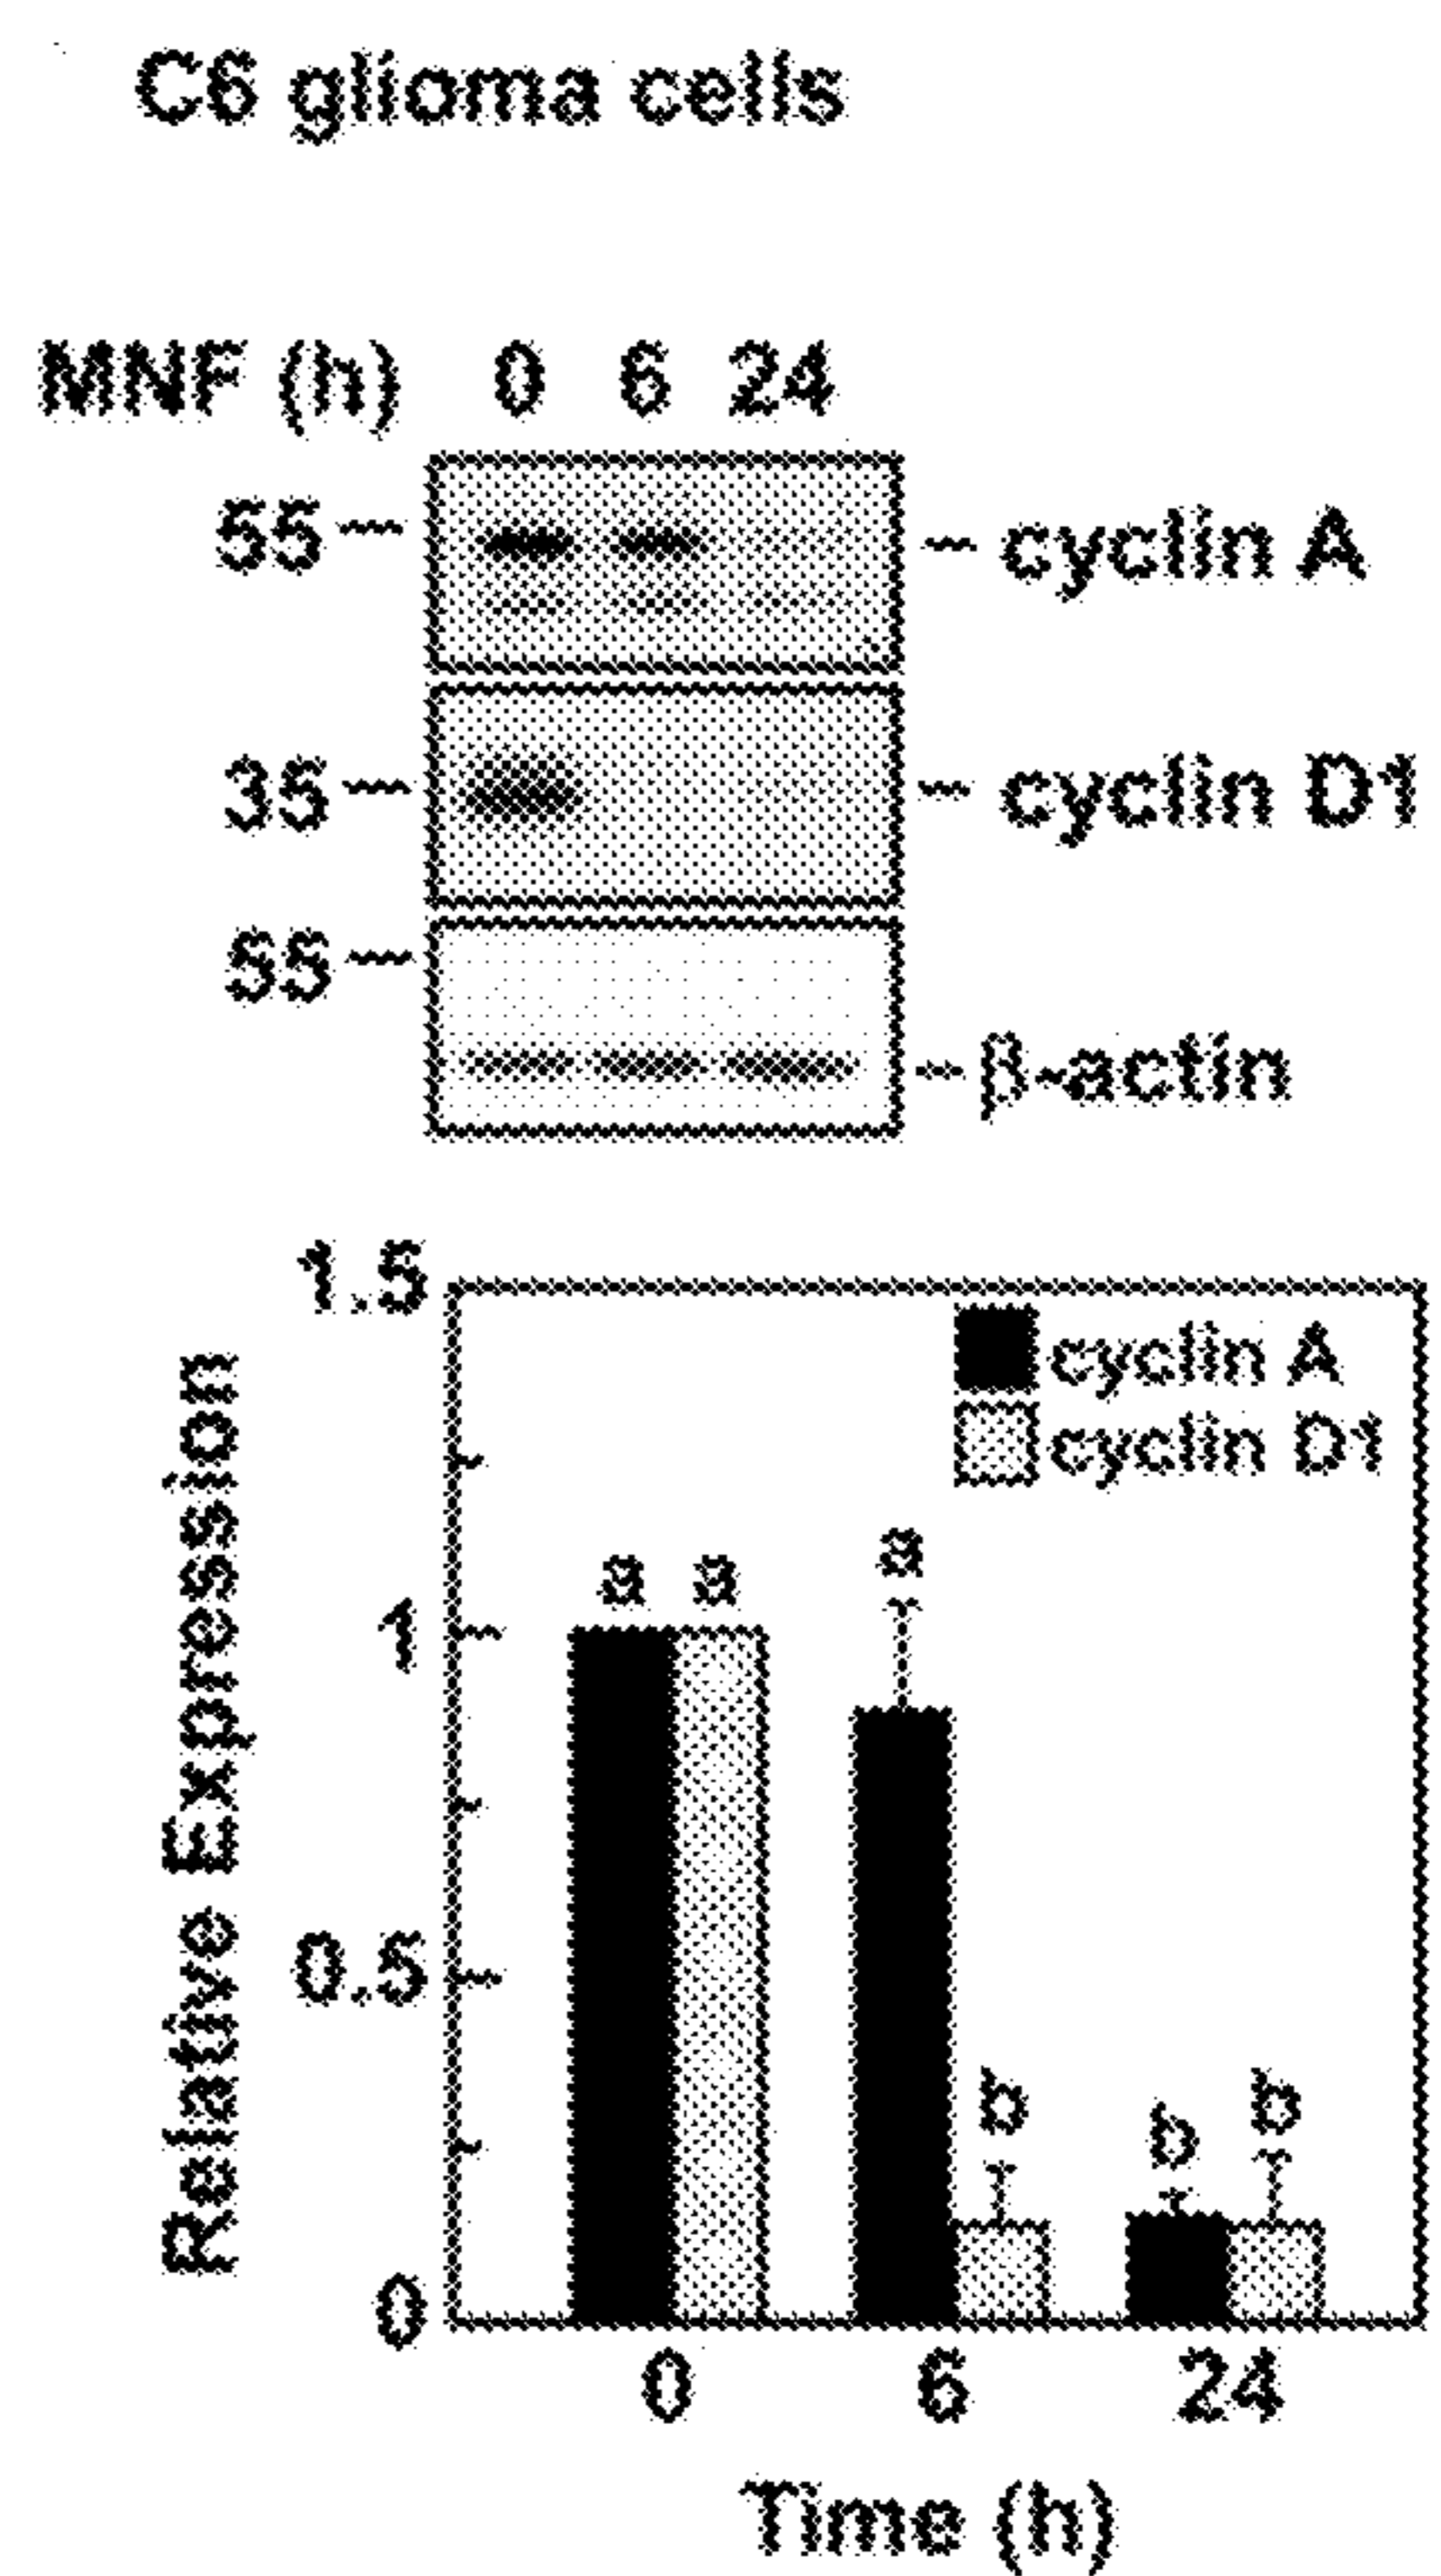 C6 glioma cells
MNF (h) 0 6 24
55 cyclin A
35 cyclin D1
55
β-actin
1.5
cyclin A
cyclin D1
a a a
1
Relative Expression
0.5
b b b
0
0 6 24
Time (h)